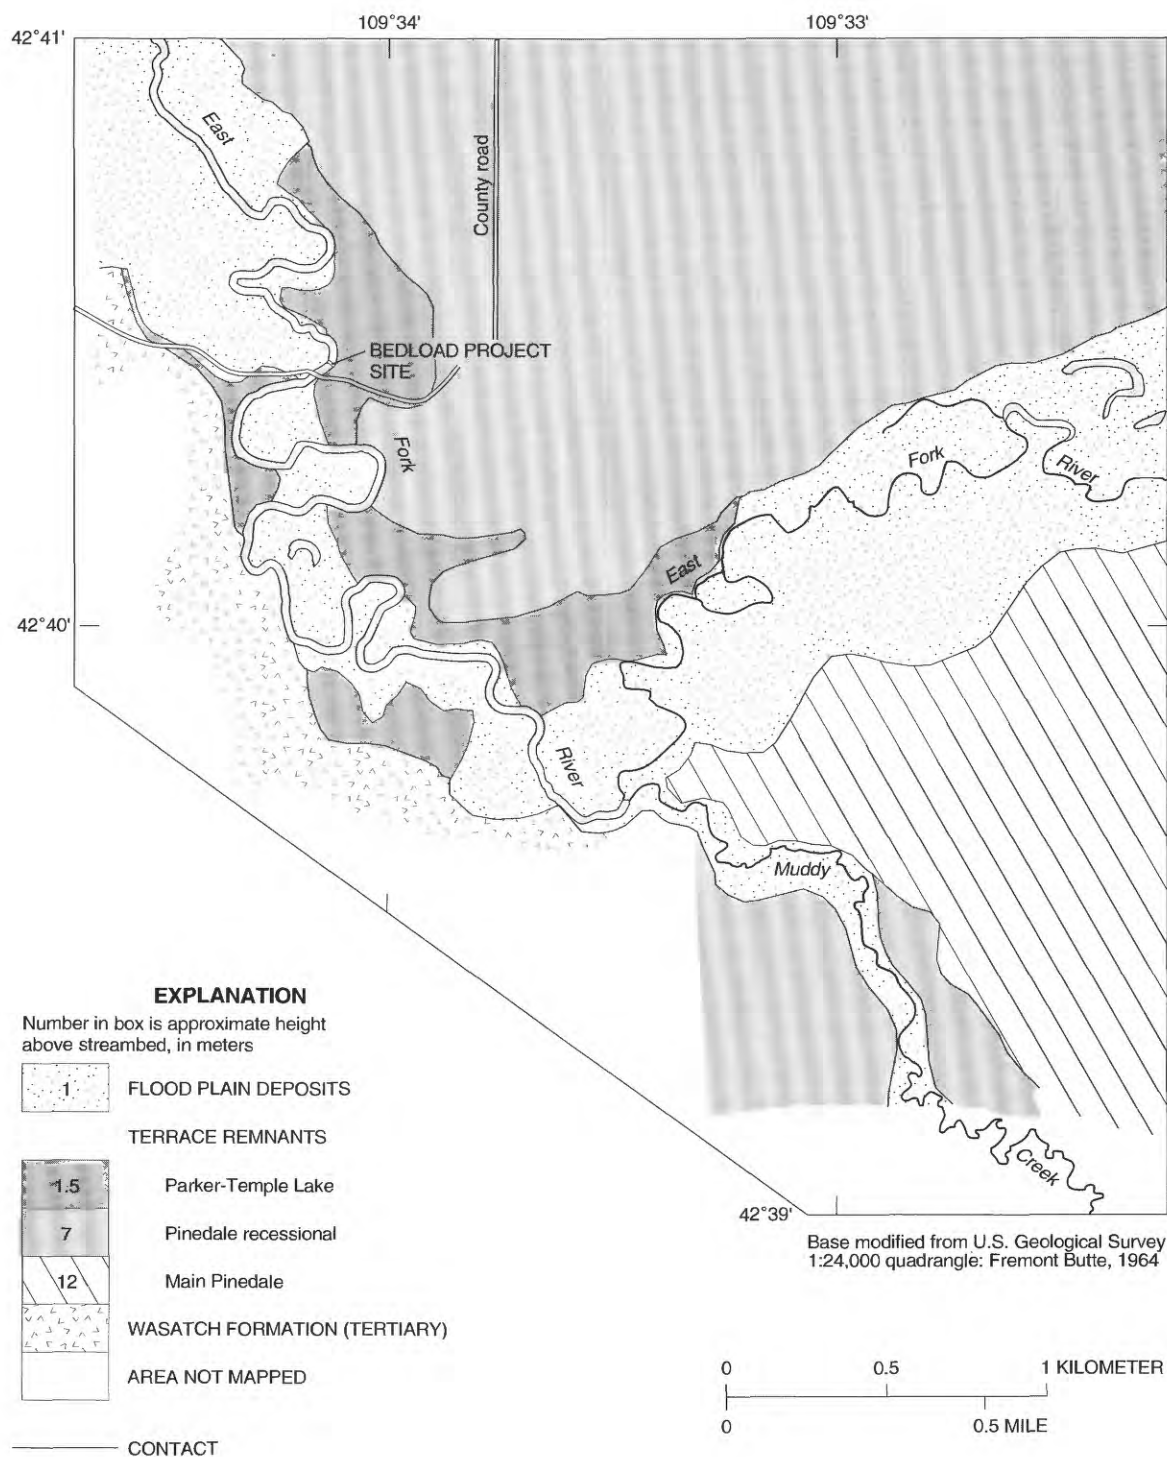 109°34'
109°33'
42°41'
East
County road
BEDLOAD PROJECT
SITE
Fork
Fork
River
East
42°40'
River
Muddy
Creek
42°39'
Base modified from U.S. Geological Survey
1:24,000 quadrangle: Fremont Butte, 1964
EXPLANATION
Number in box is approximate height
above streambed, in meters
1 FLOOD PLAIN DEPOSITS
TERRACE REMNANTS
1.5 Parker-Temple Lake
7 Pinedale recessional
12 Main Pinedale
WASATCH FORMATION (TERTIARY)
AREA NOT MAPPED
CONTACT
0 0.5 1 KILOMETER
0 0.5 MILE